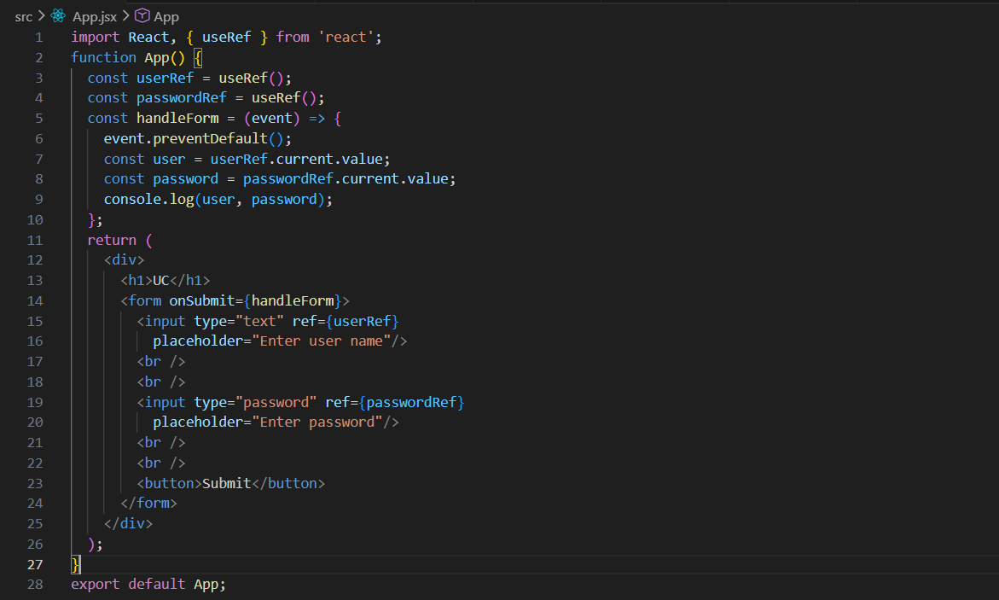 src > App.jsx > App
1 import React, { useRef } from 'react';
2 function App() {
3   const userRef = useRef();
4   const passwordRef = useRef();
5   const handleForm = (event) => {
6     event.preventDefault();
7     const user = userRef.current.value;
8     const password = passwordRef.current.value;
9     console.log(user, password);
10   };
11   return (
12     <div>
13       <h1>UC</h1>
14       <form onSubmit={handleForm}>
15         <input type="text" ref={userRef}
16           placeholder="Enter user name"/>
17         <br />
18         <br />
19         <input type="password" ref={passwordRef}
20           placeholder="Enter password"/>
21         <br />
22         <br />
23         <button>Submit</button>
24       </form>
25     </div>
26   );
27 }
28 export default App;